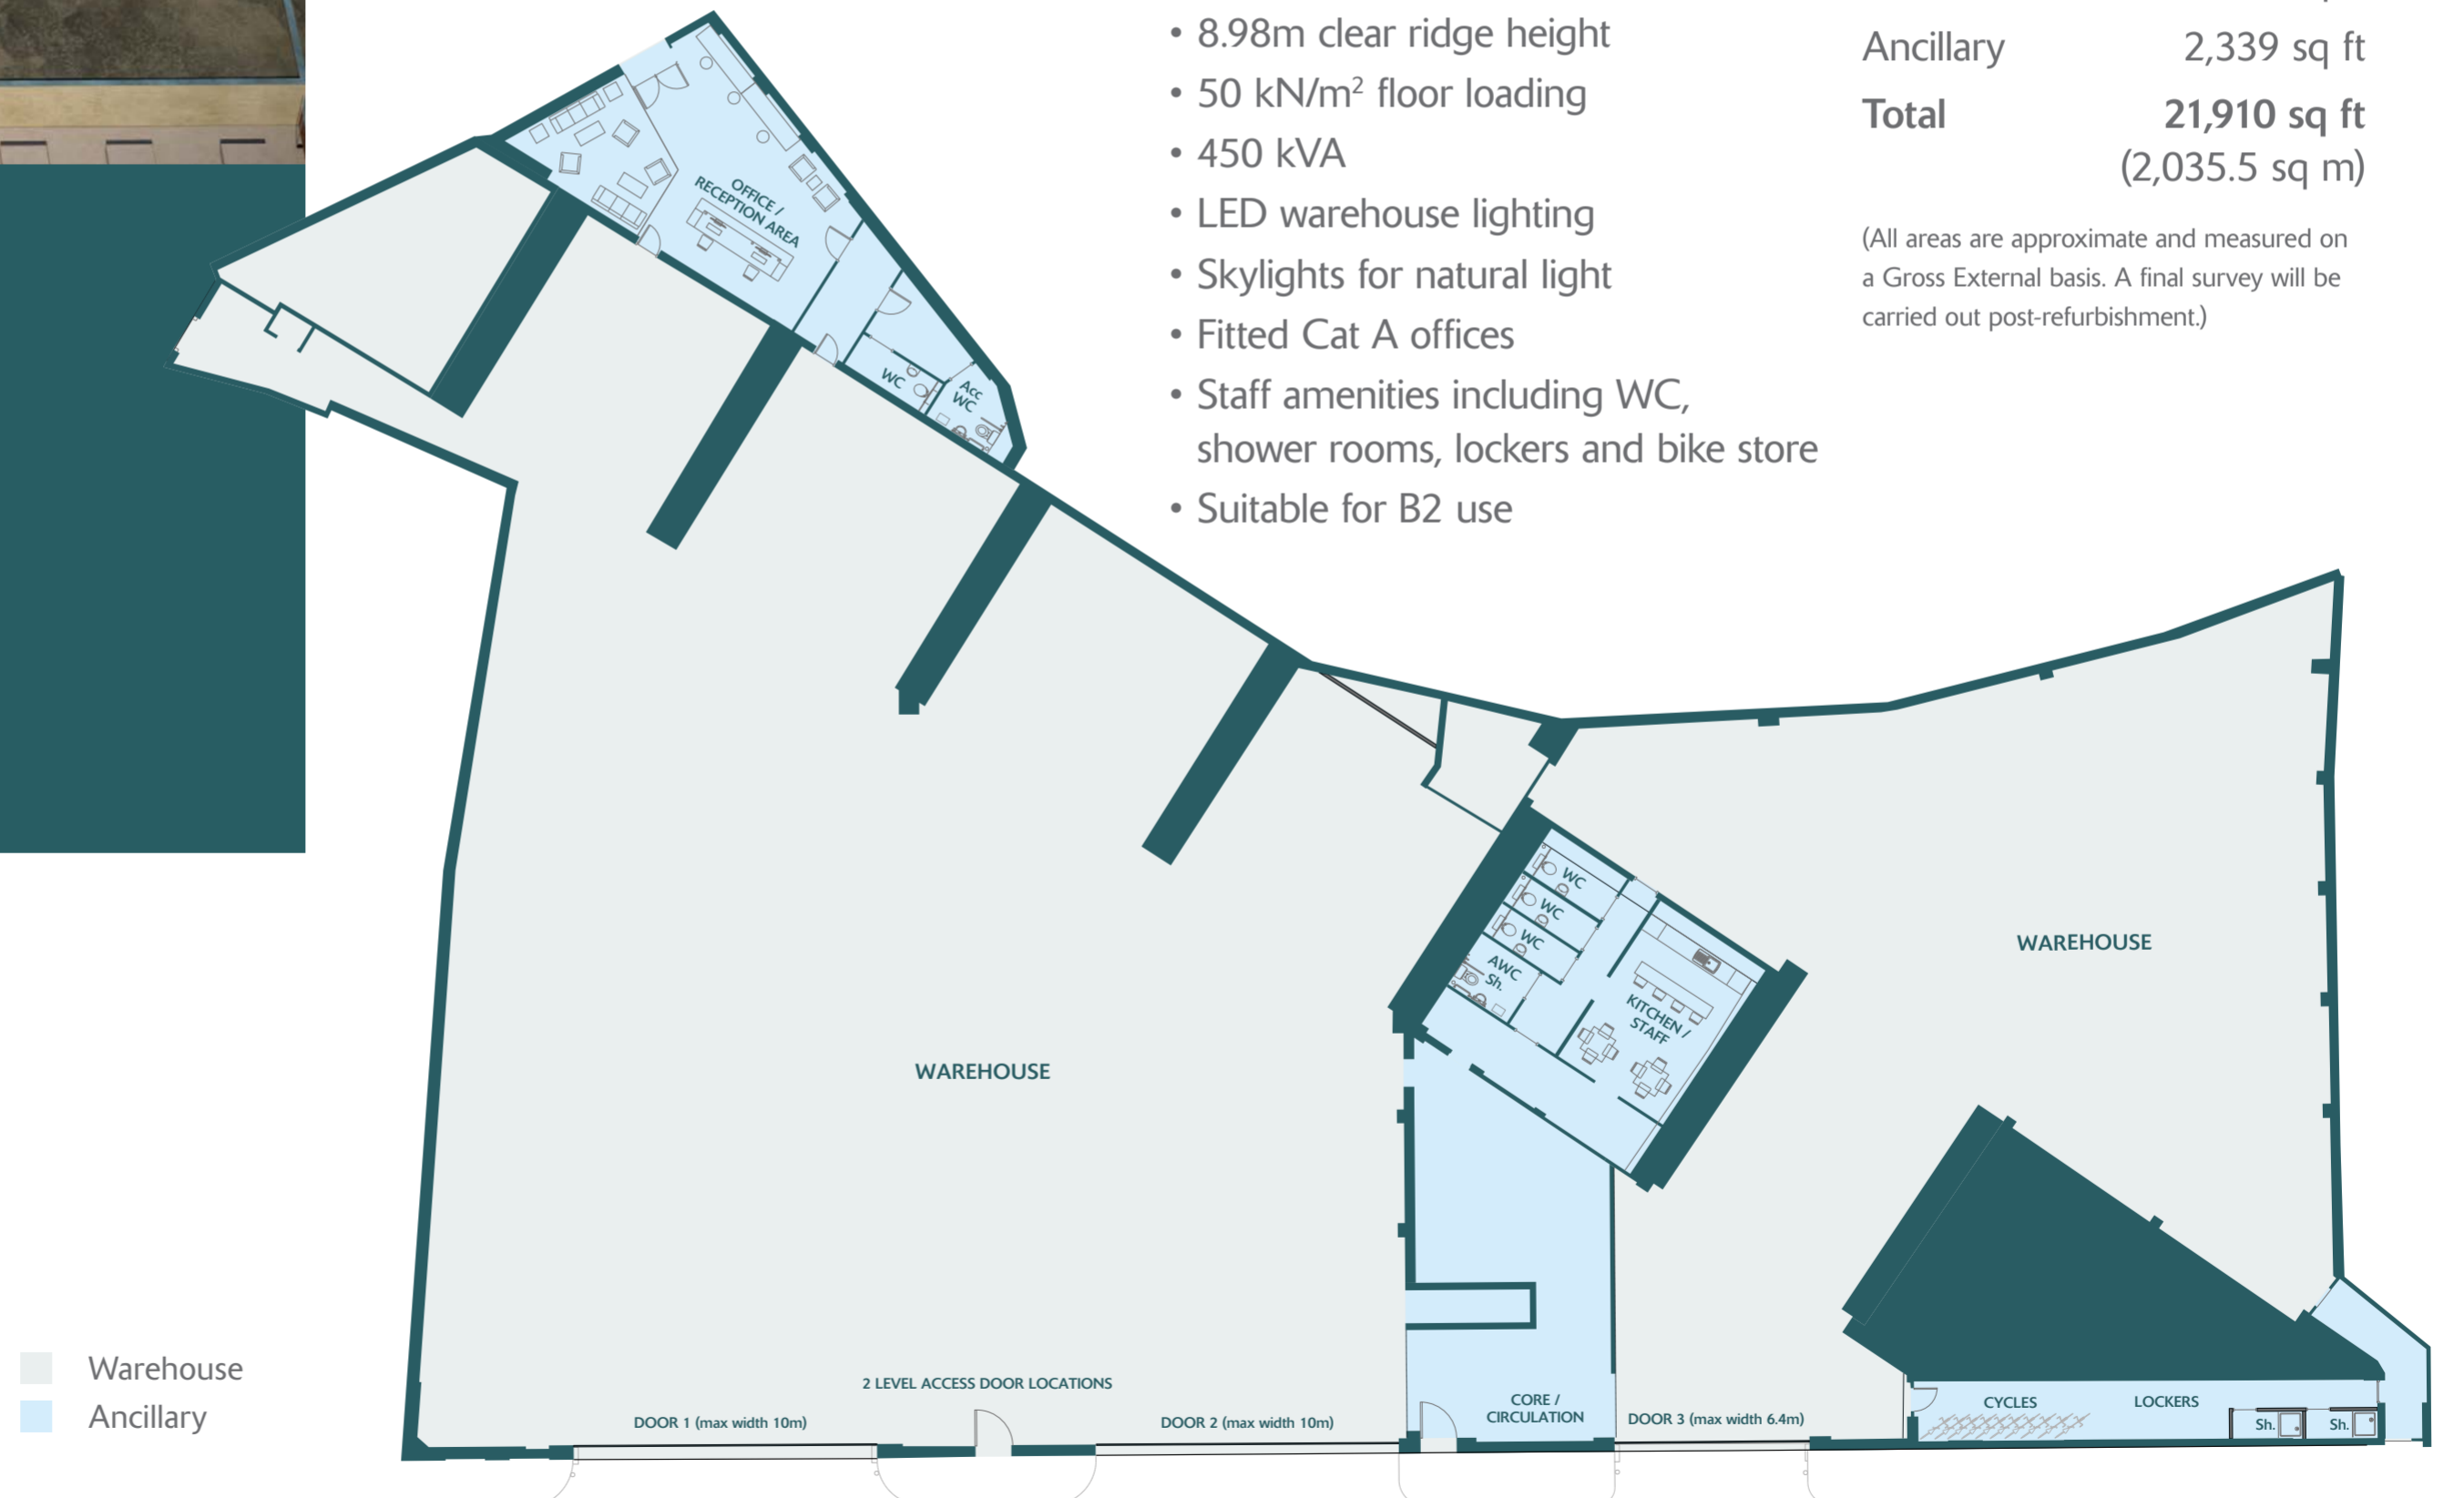 • 8.98m clear ridge height
• 50 kN/m² floor loading
• 450 kVA
• LED warehouse lighting
• Skylights for natural light
• Fitted Cat A offices
• Staff amenities including WC,
shower rooms, lockers and bike store
• Suitable for B2 use
Ancillary 2,339 sq ft
Total 21,910 sq ft
(2,035.5 sq m)
(All areas are approximate and measured on
a Gross External basis. A final survey will be
carried out post-refurbishment.)
OFFICE /
RECEPTION AREA
WC
Acc
WC
WC
WC
WC
AWC
Sh.
KITCHEN /
STAFF
WAREHOUSE
WAREHOUSE
2 LEVEL ACCESS DOOR LOCATIONS
DOOR 1 (max width 10m)
DOOR 2 (max width 10m)
CORE /
CIRCULATION
DOOR 3 (max width 6.4m)
CYCLES
LOCKERS
Sh.
Sh.
Warehouse
Ancillary